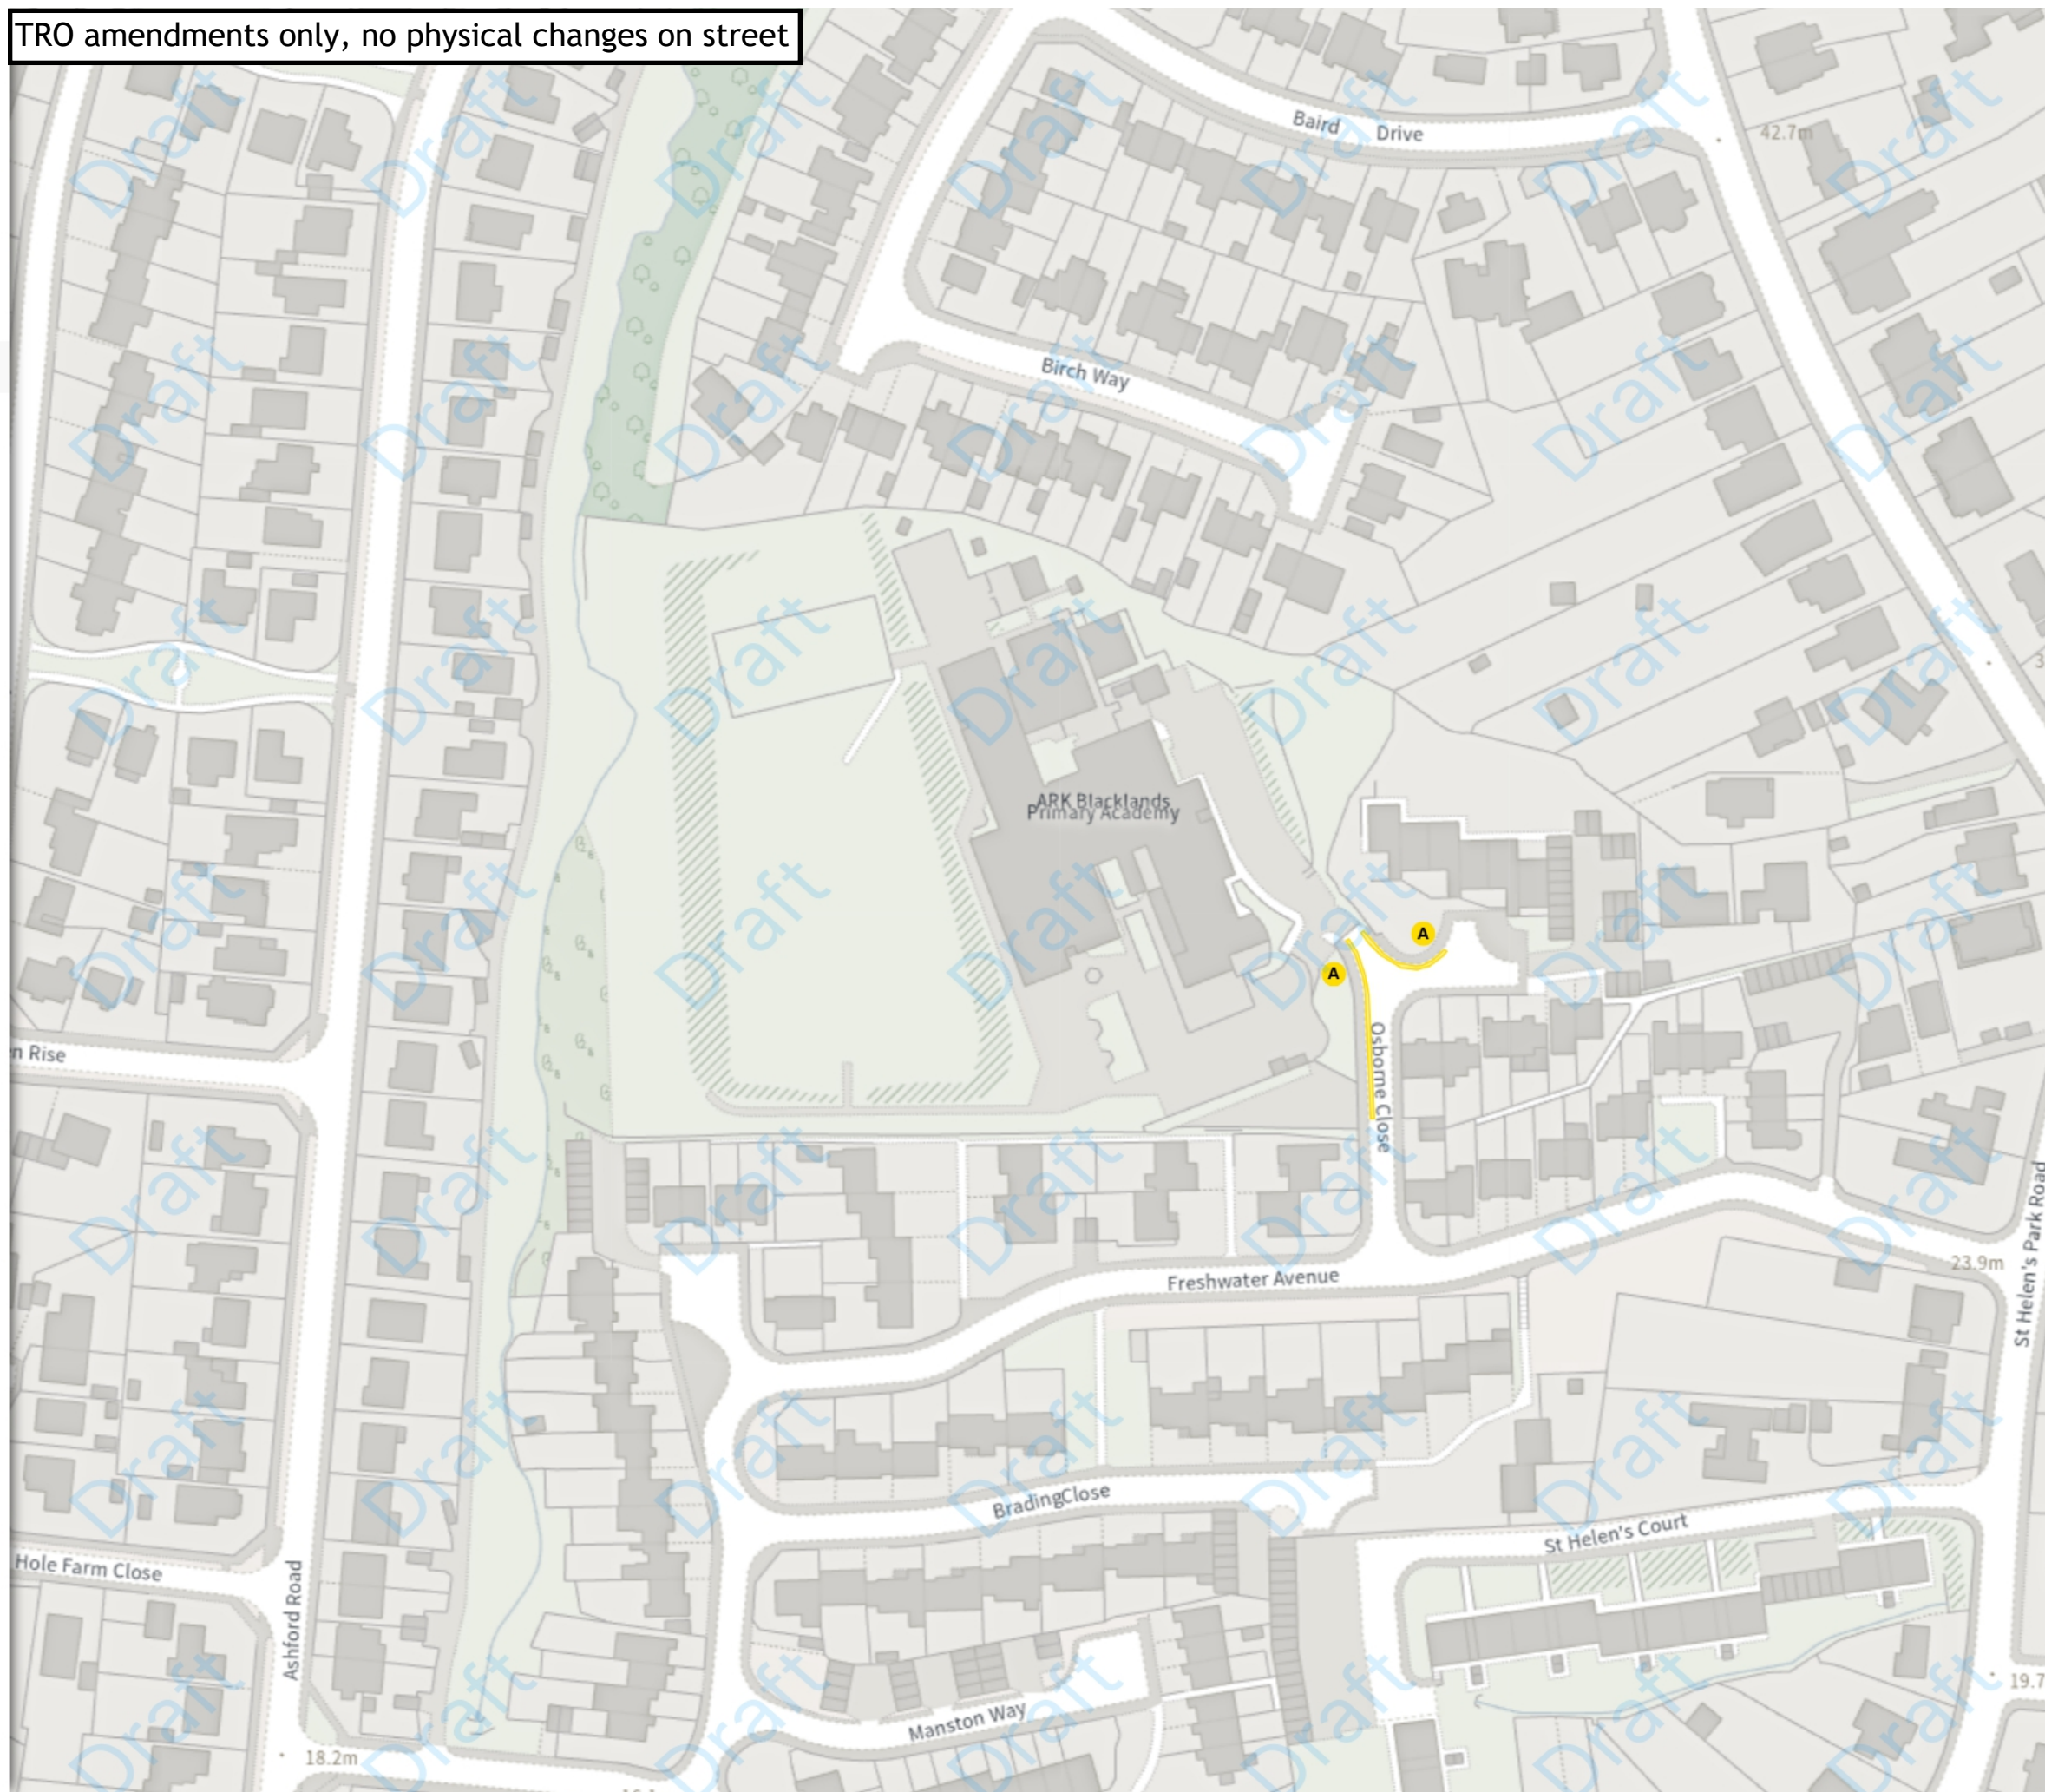 TRO amendments only, no physical changes on street
Baird Drive
42.7m
Birch Way
ARK Blacklands
Primary Academy
A
A
Osborne Close
n Rise
Freshwater Avenue
23.9m
St Helen's Park Road
BradingClose
St Helen's Court
Hole Farm Close
Ashford Road
Manston Way
18.2m
19.7
Draft